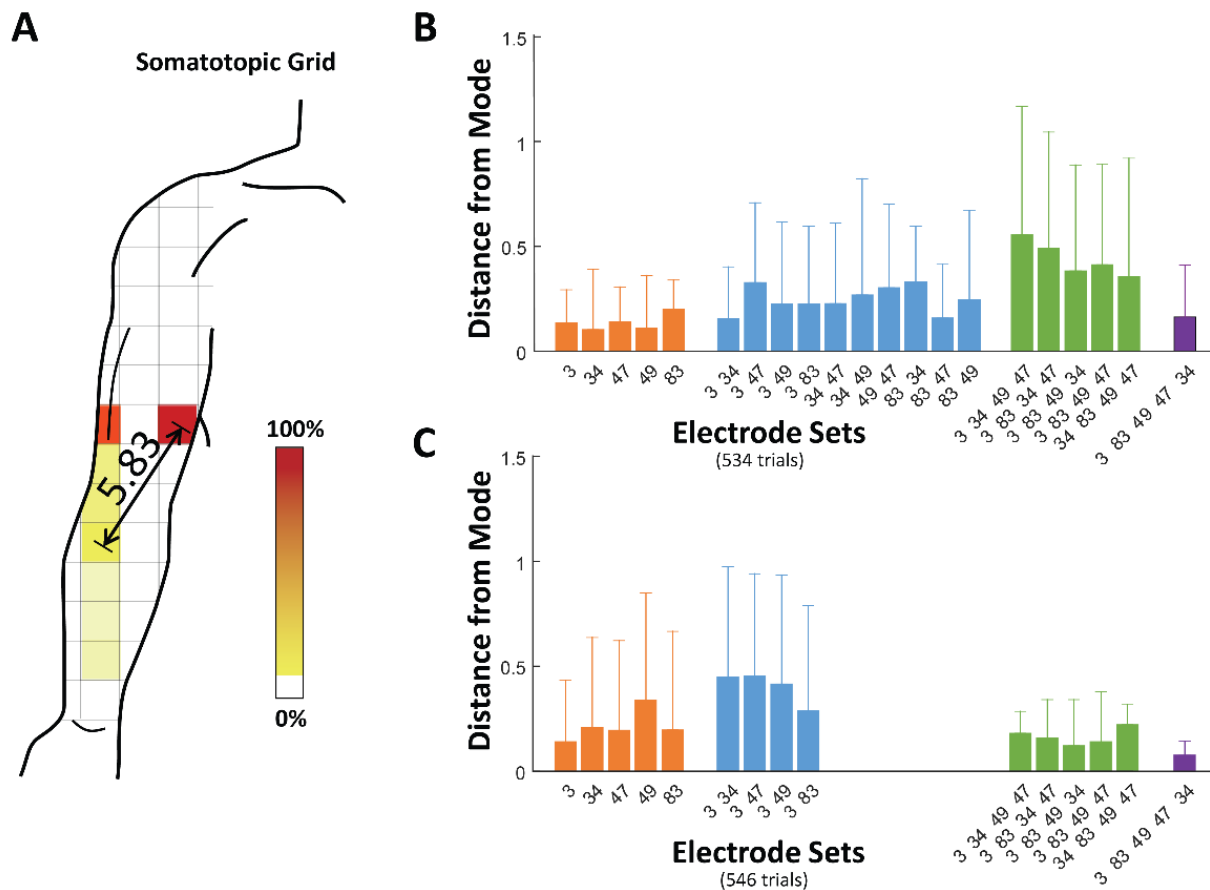 A
Somatotopic Grid
5.83
100%
0%
B
Distance from Mode
1.5
1
0.5
0
3
34
47
49
83
3 34
3 47
3 49
3 83
34 47
34 49
49 47
83 34
83 47
83 49
3 34 49 47
3 83 34 47
3 83 49 34
3 83 49 47
34 83 49 47
3 83 49 47 34
Electrode Sets
(534 trials)
C
Distance from Mode
1.5
1
0.5
0
3
34
47
49
83
3 34
3 47
3 49
3 83
3 34 49 47
3 83 34 47
3 83 49 34
3 83 49 47
34 83 49 47
3 83 49 47 34
Electrode Sets
(546 trials)